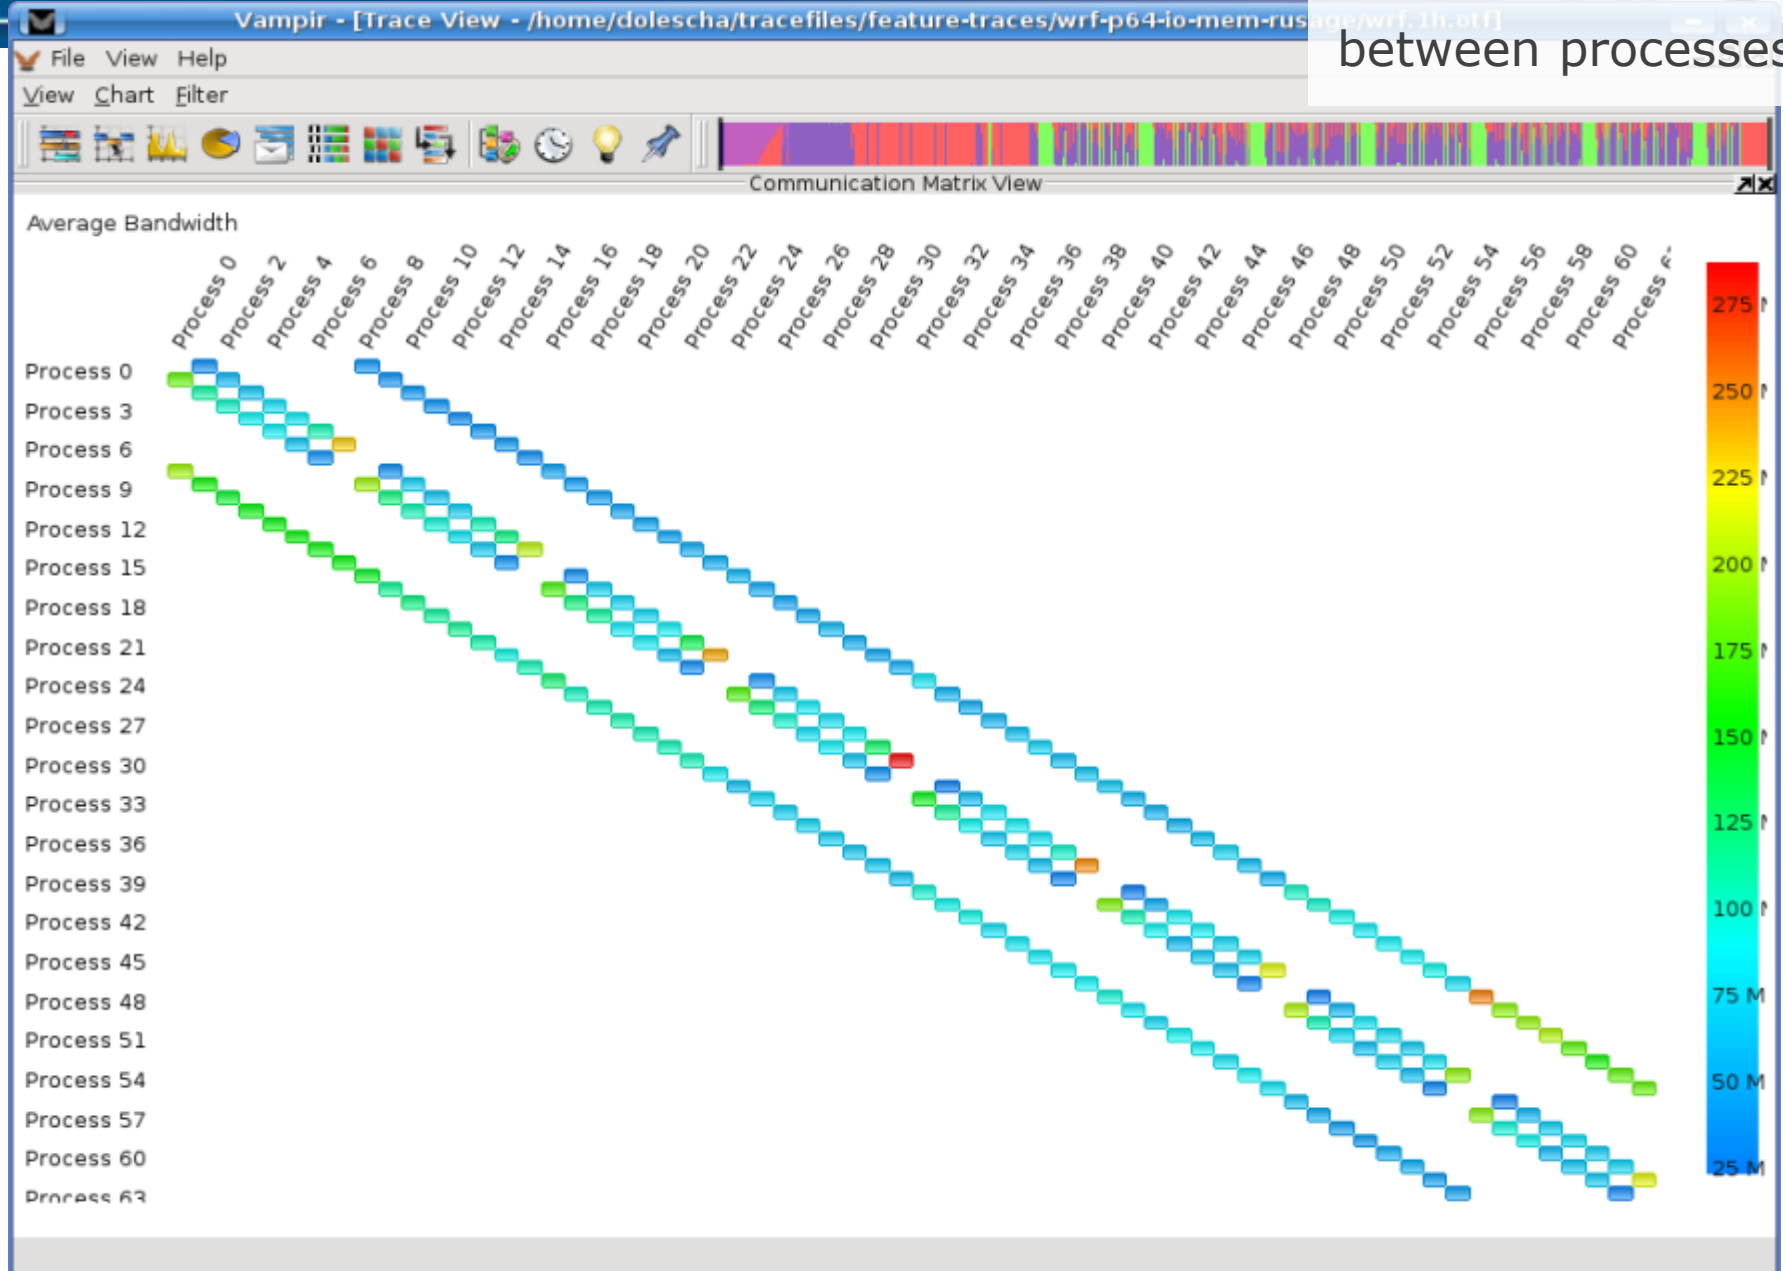 Vampir - [Trace View - /home/dolescha/tracefiles/feature-traces/wrf-p64-io-mem-rusage/wrf.1h.otf]
between processes
File View Help
View Chart Filter
Communication Matrix View
Average Bandwidth
Process 0
Process 2
Process 4
Process 6
Process 8
Process 10
Process 12
Process 14
Process 16
Process 18
Process 20
Process 22
Process 24
Process 26
Process 28
Process 30
Process 32
Process 34
Process 36
Process 38
Process 40
Process 42
Process 44
Process 46
Process 48
Process 50
Process 52
Process 54
Process 56
Process 58
Process 60
Process
Process 0
Process 3
Process 6
Process 9
Process 12
Process 15
Process 18
Process 21
Process 24
Process 27
Process 30
Process 33
Process 36
Process 39
Process 42
Process 45
Process 48
Process 51
Process 54
Process 57
Process 60
Process 63
275
250
225
200
175
150
125
100
75 M
50 M
25 M